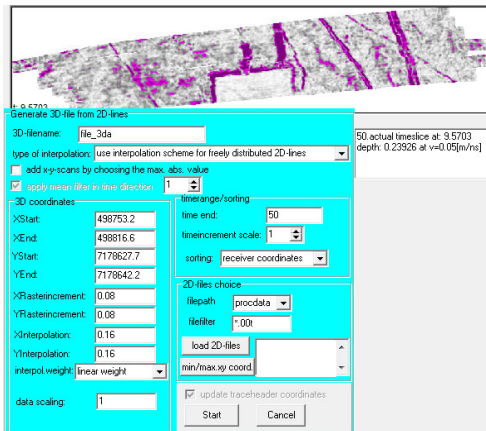 t: 9.5703
Generate 3D-file from 2D-lines
3D-filename: file_3da
type of interpolation: use interpolation scheme for freely distributed 2D-lines
add x-y-scans by choosing the max. abs. value
apply mean filter in time direction 1
50.actual timeslice at: 9.5703
depth: 0.23926 at v=0.05[m/ns]
3D coordinates
XStart: 498753.2
XEnd: 498816.6
YStart: 7178627.7
YEnd: 7178642.2
XRasterincrement: 0.08
YRasterincrement: 0.08
XInterpolation: 0.16
YInterpolation: 0.16
interpol.weight: linear weight
data scaling: 1
timerange/sorting
time end: 50
timeincrement scale: 1
sorting: receiver coordinates
2D-files choice
filepath procdata
filefilter *.00t
load 2D-files
min/max.xy coord.
update traceheader coordinates
Start Cancel